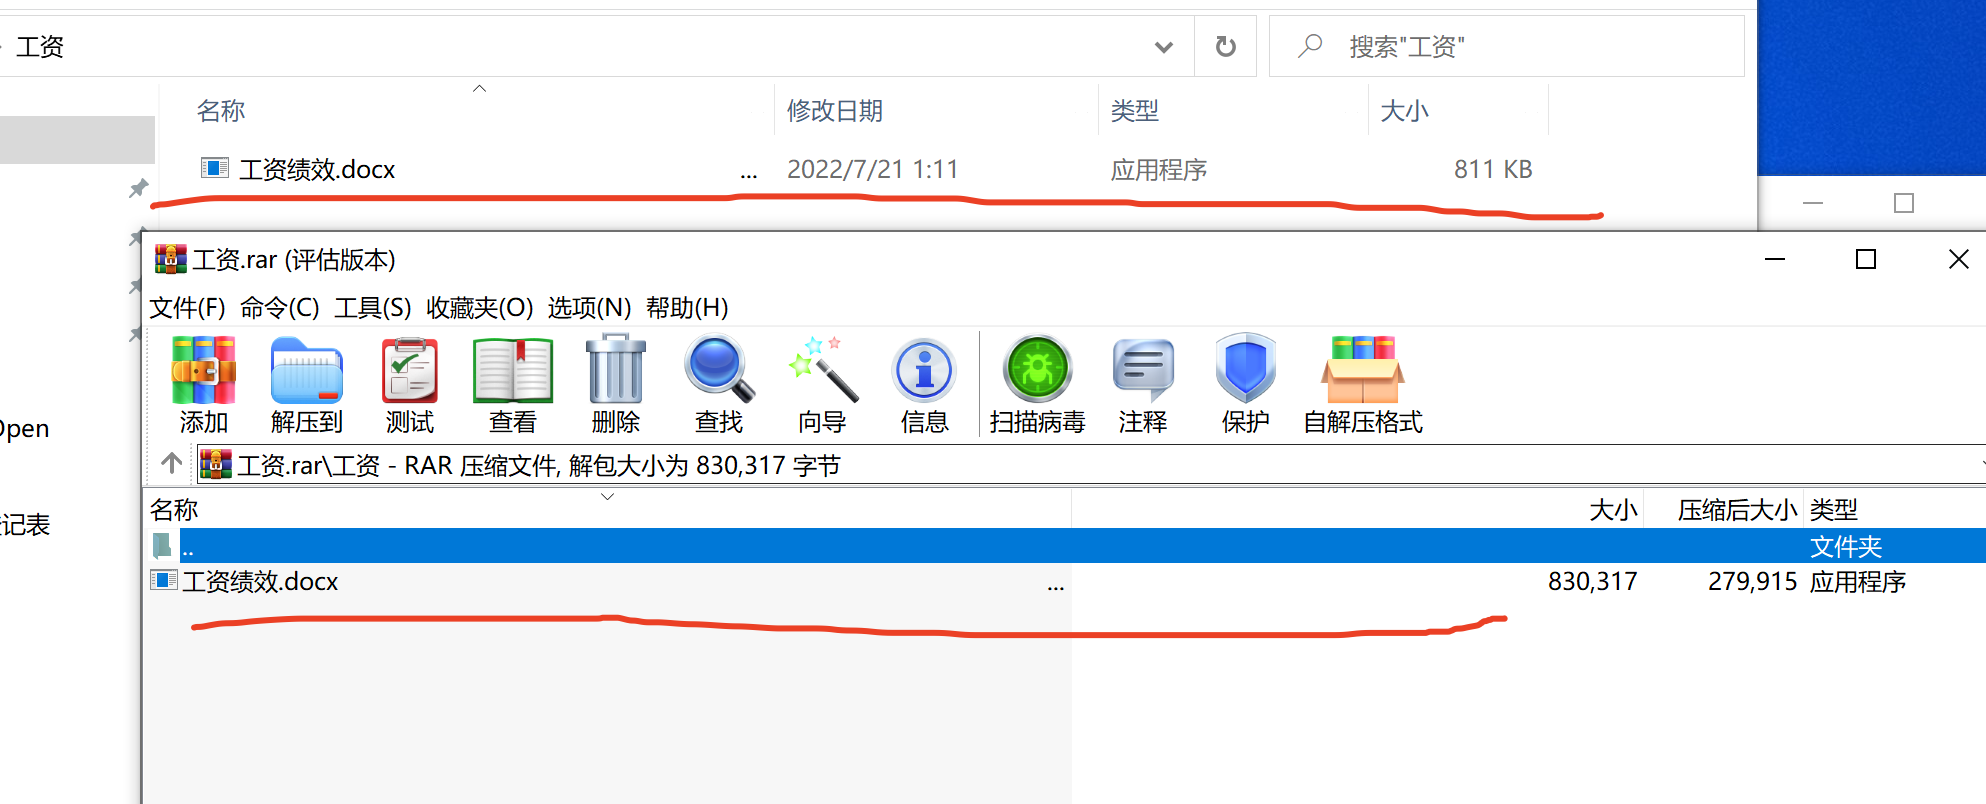 工资
搜索"工资"
名称 修改日期 类型 大小
工资绩效.docx ... 2022/7/21 1:11 应用程序 811 KB
工资.rar (评估版本)
文件(F) 命令(C) 工具(S) 收藏夹(O) 选项(N) 帮助(H)
添加 解压到 测试 查看 删除 查找 向导 信息 扫描病毒 注释 保护 自解压格式
Open
工资.rar\工资 - RAR 压缩文件, 解包大小为 830,317 字节
名称 大小 压缩后大小 类型
记表
.. 文件夹
工资绩效.docx ... 830,317 279,915 应用程序